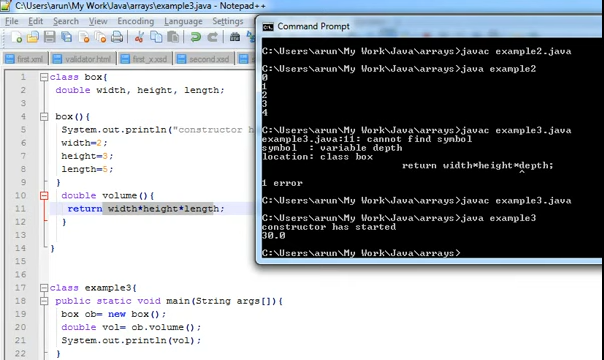 C:\Users\arun\My Work\Java\arrays\example3.java - Notepad++
File Edit Search View Encoding Language Settings
first.xml validator.html first_x.xsd second.xsd
1 class box{
2 double width, height, length;
3
4 box(){
5 System.out.println("constructor h
6 width=2;
7 height=3;
8 length=5;
9 }
10 double volume(){
11 return width*height*length;
12 }
13
14 }
15
16
17 class example3{
18 public static void main(String args[]){
19 box ob= new box();
20 double vol= ob.volume();
21 System.out.println(vol);
22 }
Command Prompt
C:\Users\arun\My Work\Java\arrays>javac example2.java
C:\Users\arun\My Work\Java\arrays>java example2
0
1
2
3
4
C:\Users\arun\My Work\Java\arrays>javac example3.java
example3.java:11: cannot find symbol
symbol : variable depth
location: class box
return width*height*depth;
^
1 error
C:\Users\arun\My Work\Java\arrays>javac example3.java
C:\Users\arun\My Work\Java\arrays>java example3
constructor has started
30.0
C:\Users\arun\My Work\Java\arrays>